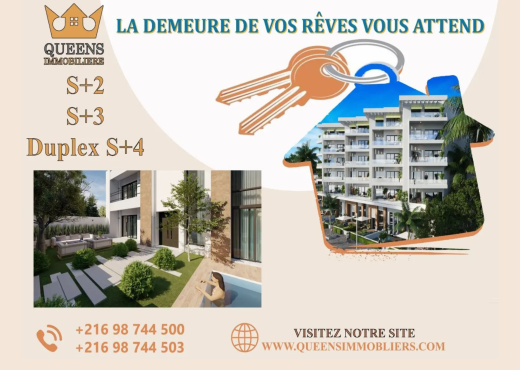 LA DEMEURE DE VOS RÊVES VOUS ATTEND
QUEENS
IMMOBILIERE
S+2
S+3
Duplex S+4
+216 98 744 500
+216 98 744 503
VISITEZ NOTRE SITE
WWW.QUEENSIMMOBLIERS.COM